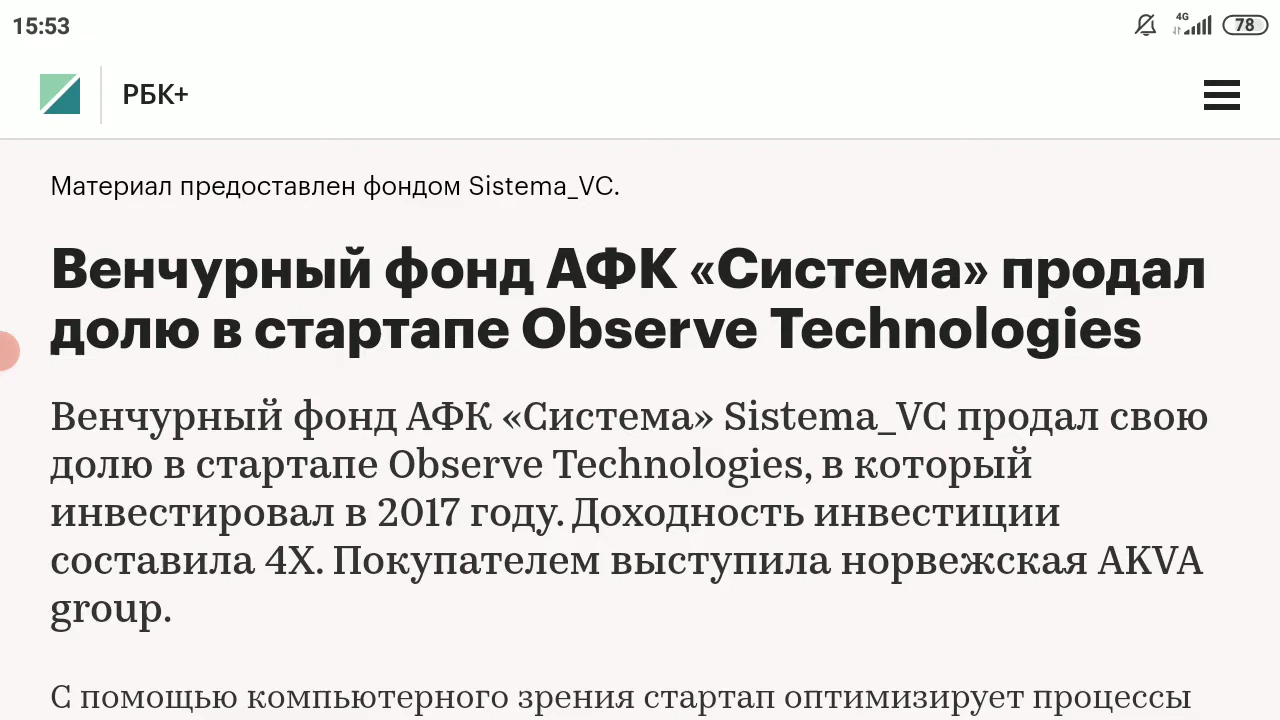 15:53
4G
78
РБК+
Материал предоставлен фондом Sistema_VC.
Венчурный фонд АФК «Система» продал
долю в стартапе Observe Technologies
Венчурный фонд АФК «Система» Sistema_VC продал свою
долю в стартапе Observe Technologies, в который
инвестировал в 2017 году. Доходность инвестиции
составила 4X. Покупателем выступила норвежская AKVA
group.
С помощью компьютерного зрения стартап оптимизирует процессы